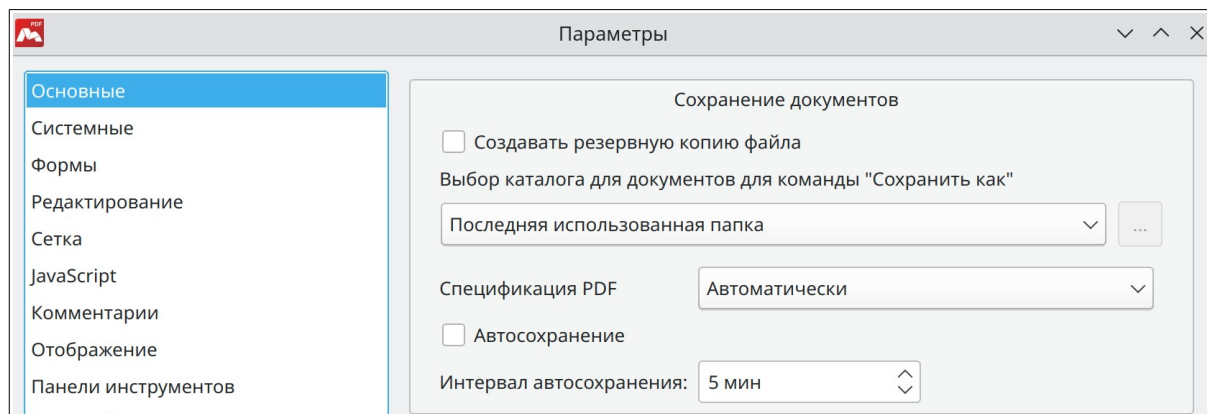 PDF
Параметры
Основные
Системные
Формы
Редактирование
Сетка
JavaScript
Комментарии
Отображение
Панели инструментов
Сохранение документов
Создавать резервную копию файла
Выбор каталога для документов для команды "Сохранить как"
Последняя использованная папка
...
Спецификация PDF Автоматически
Автосохранение
Интервал автосохранения: 5 мин